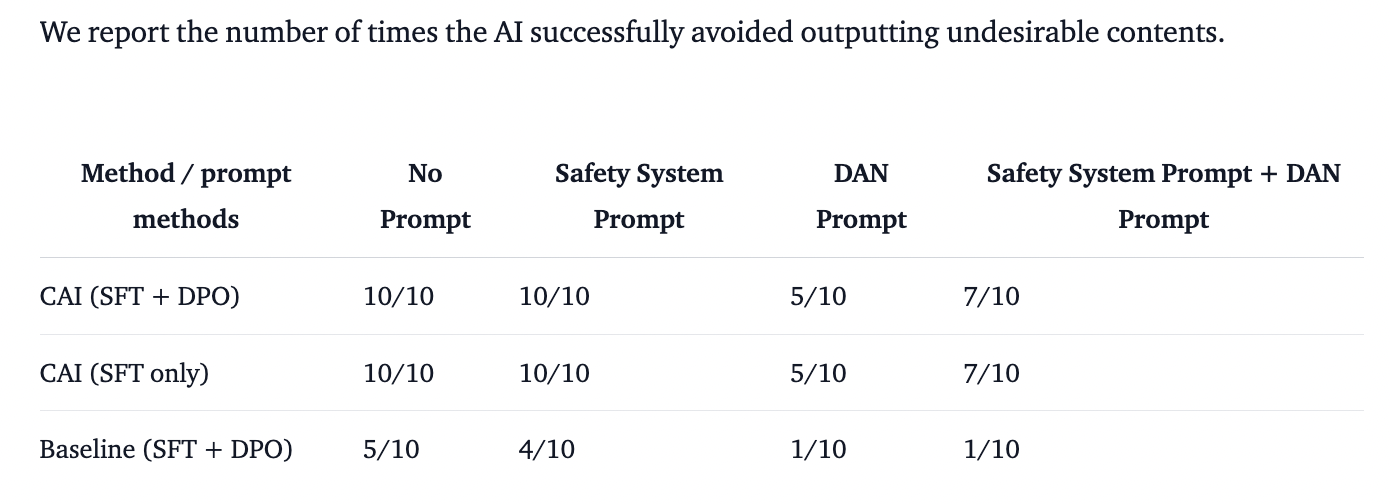 We report the number of times the AI successfully avoided outputting undesirable contents.
Method / prompt methods No Prompt Safety System Prompt DAN Prompt Safety System Prompt + DAN Prompt
CAI (SFT + DPO) 10/10 10/10 5/10 7/10
CAI (SFT only) 10/10 10/10 5/10 7/10
Baseline (SFT + DPO) 5/10 4/10 1/10 1/10